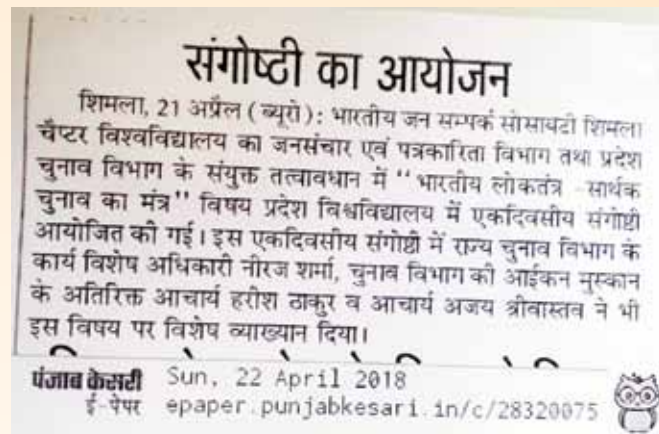 संगोष्टी का आयोजन
शिमला, 21 अप्रैल (ब्यूरो): भारतीय जन सम्पर्क सोसायटी शिमला
चैप्टर विश्वविद्यालय का जनसंचार एवं पत्रकारिता विभाग तथा प्रदेश
चुनाव विभाग के संयुक्त तत्वावधान में "भारतीय लोकतंत्र -सार्थक
चुनाव का मंत्र" विषय प्रदेश विश्वविद्यालय में एकदिवसीय संगोष्टी
आयोजित की गई। इस एकदिवसीय संगोष्टी में राज्य चुनाव विभाग के
कार्य विशेष अधिकारी नीरज शर्मा, चुनाव विभाग की आईकन मुस्कान
के अतिरिक्त आचार्य हरीश ठाकुर व आचार्य अजय श्रीवास्तव ने भी
इस विषय पर विशेष व्याख्यान दिया।
पंजाब केसरी Sun, 22 April 2018
ई-पेपर epaper.punjabkesari.in/c/28320075